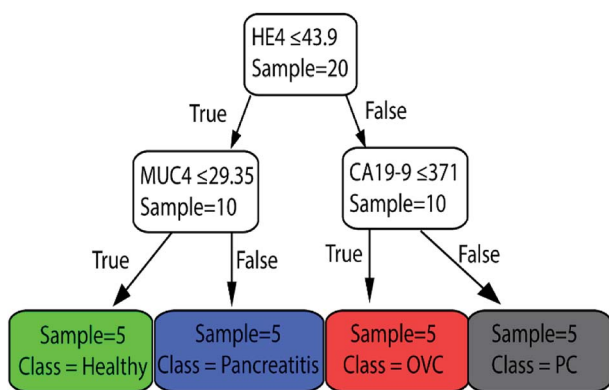 HE4 ≤43.9
Sample=20
True
False
MUC4 ≤29.35
Sample=10
CA19-9 ≤371
Sample=10
True
False
True
False
Sample=5
Class = Healthy
Sample=5
Class = Pancreatitis
Sample=5
Class = OVC
Sample=5
Class = PC